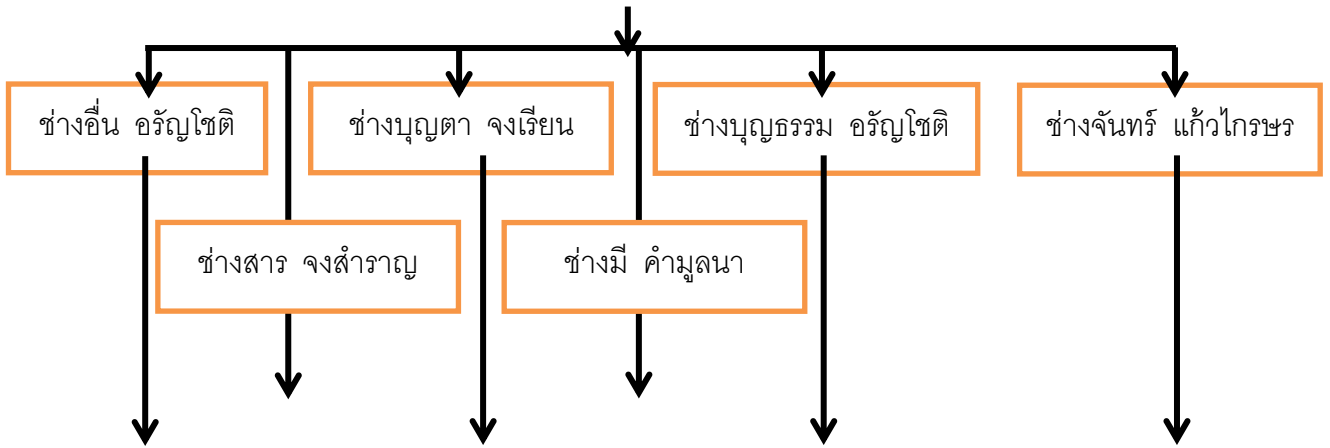 ช่างอื่น อรัญโชติ
ช่างบุญตา จงเรียน
ช่างบุญธรรม อรัญโชติ
ช่างจันทร์ แก้วไกรษร
ช่างสาร จงสำราญ
ช่างมี คำมูลนา